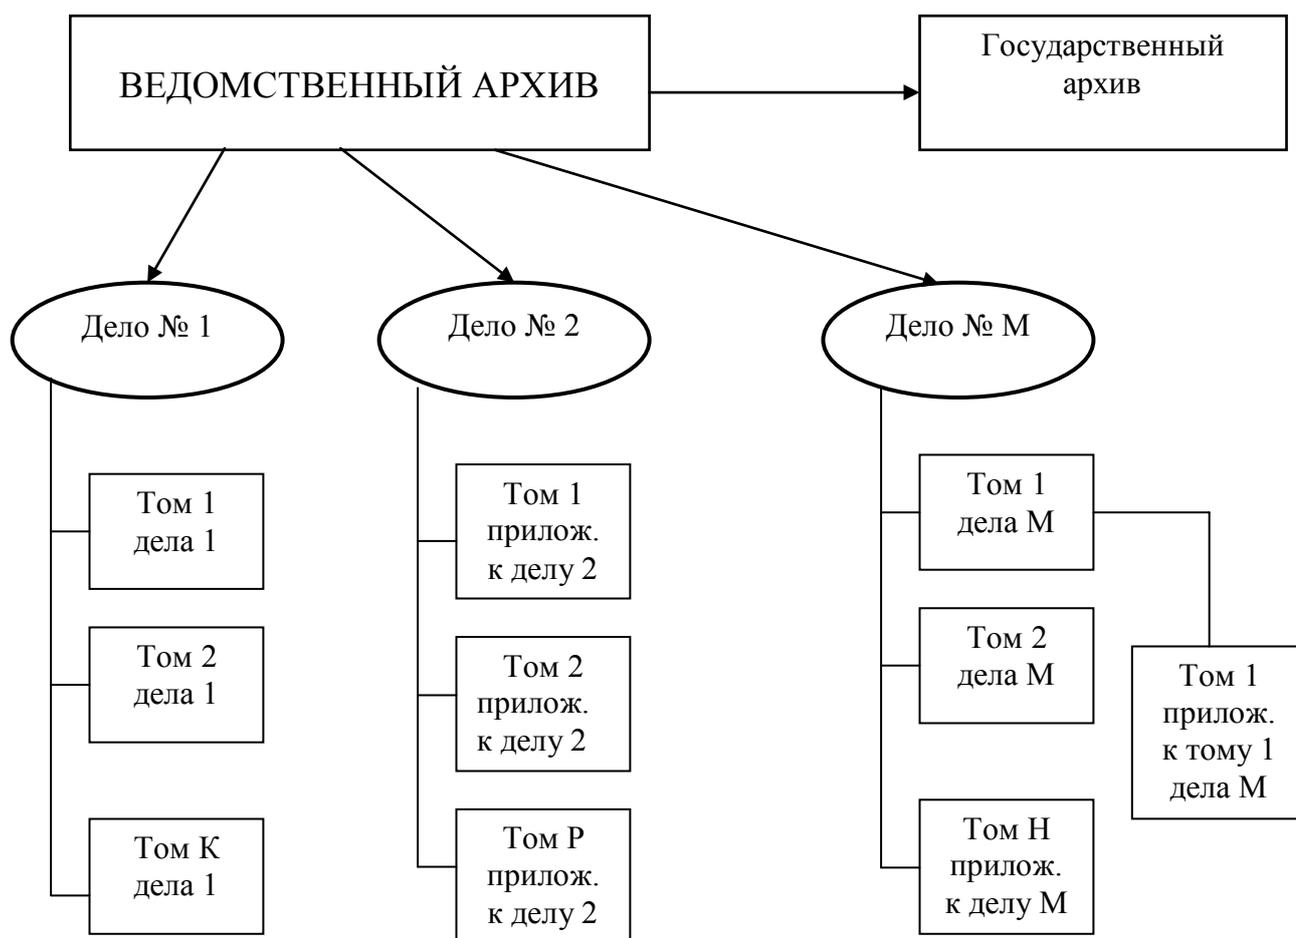 ВЕДОМСТВЕННЫЙ АРХИВ
Государственный
архив
Дело № 1
Дело № 2
Дело № М
Том 1
дела 1
Том 2
дела 1
Том К
дела 1
Том 1
прилож.
к делу 2
Том 2
прилож.
к делу 2
Том Р
прилож.
к делу 2
Том 1
дела М
Том 2
дела М
Том Н
прилож.
к делу М
Том 1
прилож.
к тому 1
дела М